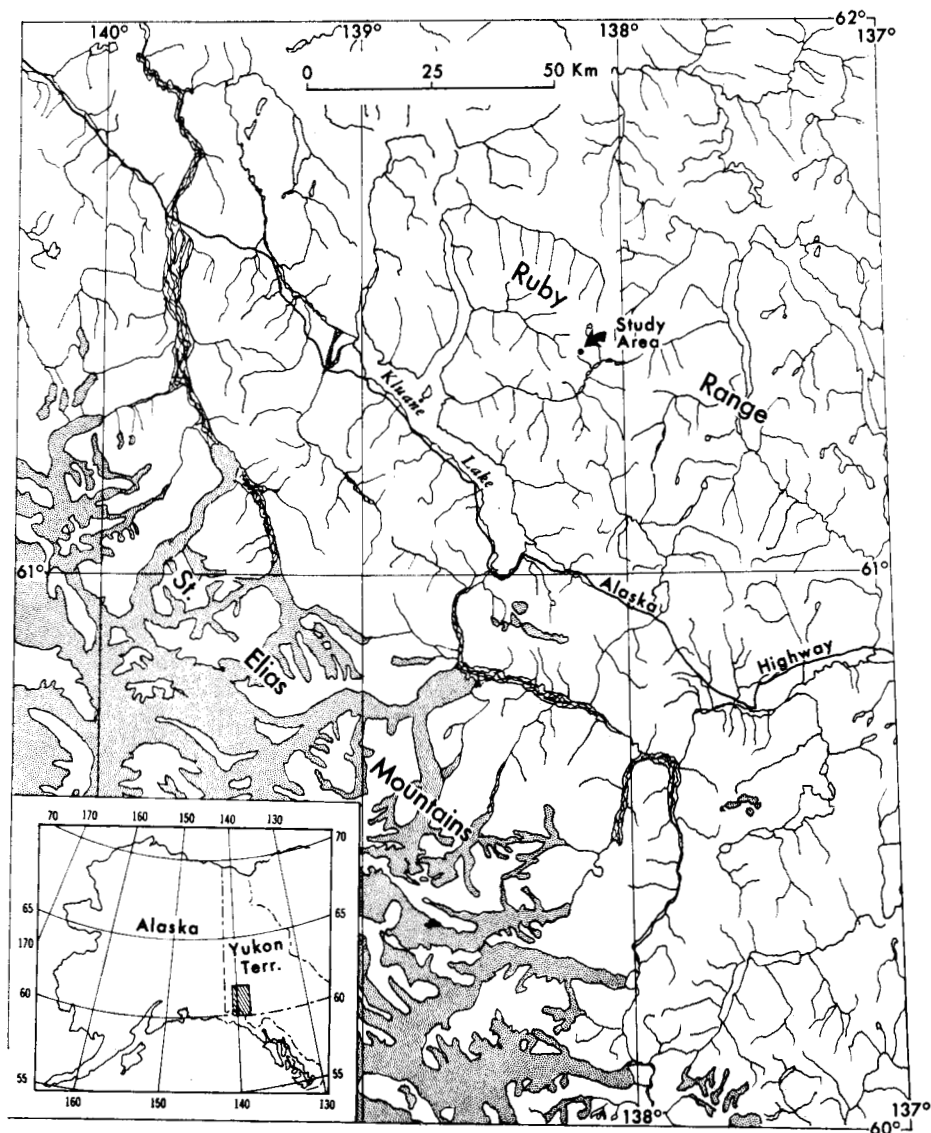 62°
140°
139°
138°
137°
0 25 50 Km
Ruby
Study
Area
Range
Kluane
Lake
61°
61°
St.
Elias
Mountains
Alaska
Highway
70 170 160 150 140 130
70
65
170
60
55
Alaska
Yukon
Terr.
65
60
55
160 150 140 130
138°
137°
60°